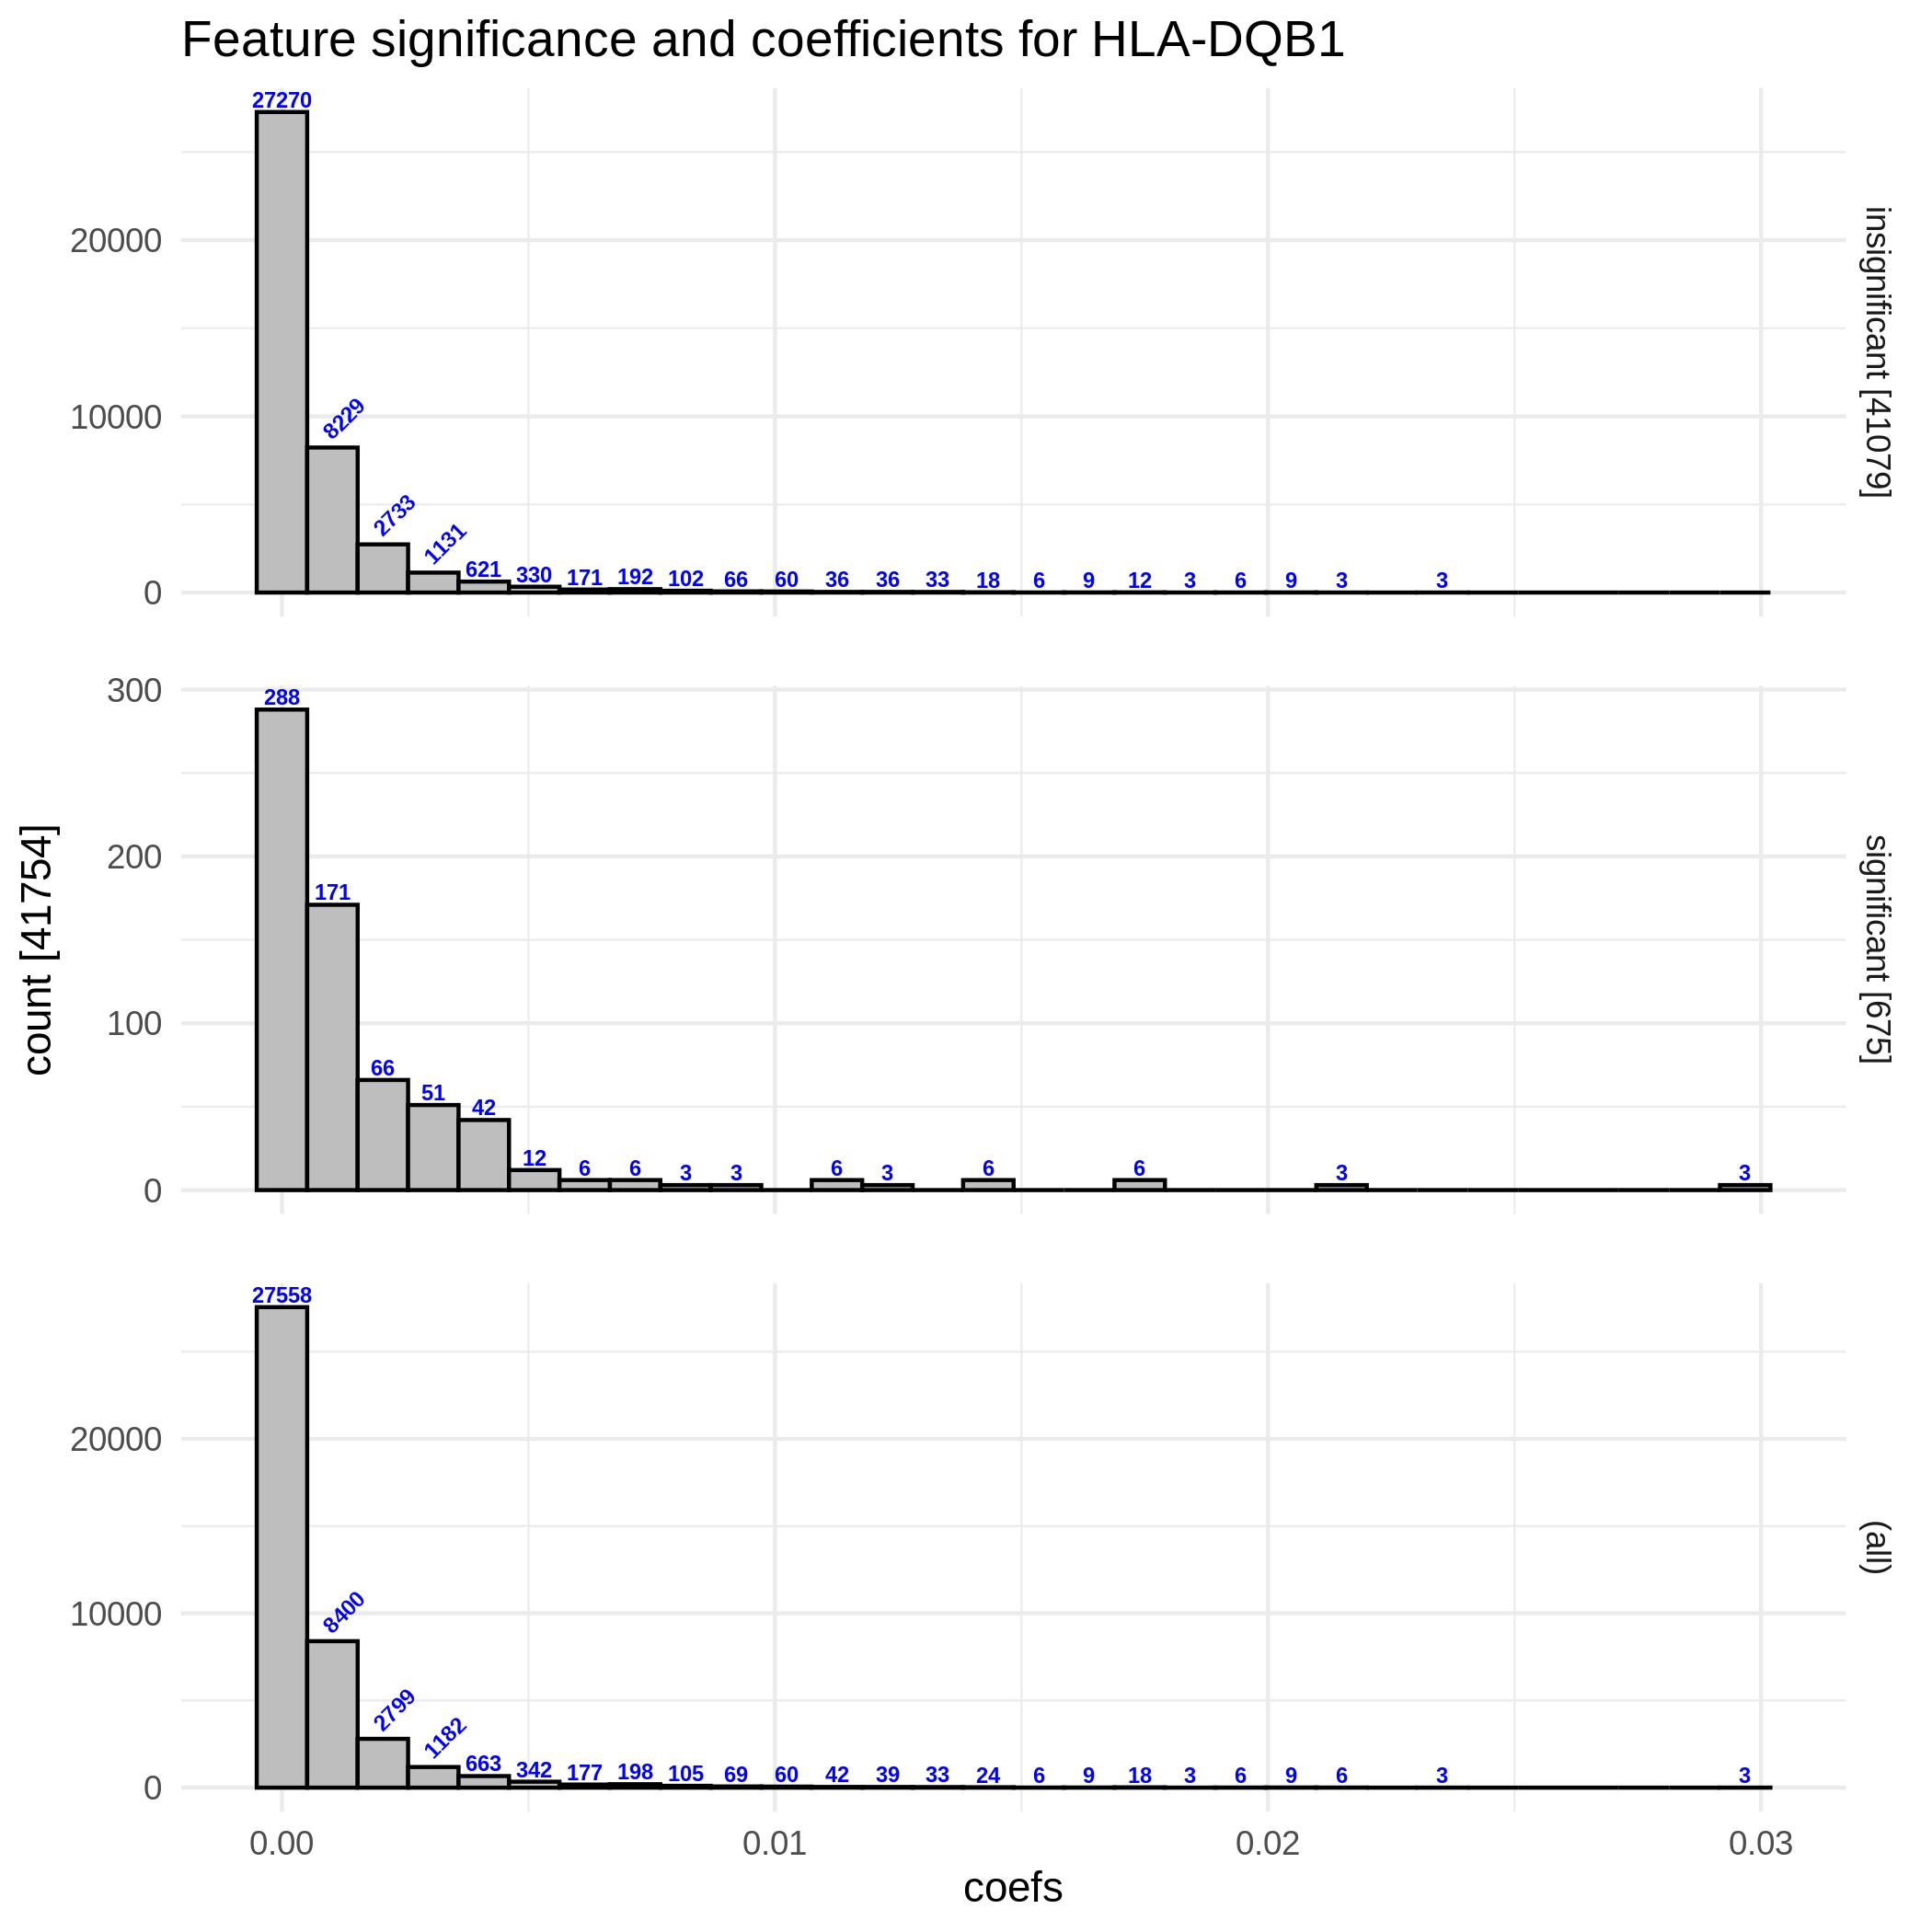 Feature significance and coefficients for HLA-DQB1
27270
8229
2733
1131
621 330 171 192 102 66 60 36 36 33 18 6 9 12 3 6 9 3 3
20000
10000
0
insignificant [41079]
288
171
66
51
42
12 6 6 3 3 6 3 6 6 3 3
300
200
100
0
significant [675]
count [41754]
27558
8400
2799
1182
663 342 177 198 105 69 60 42 39 33 24 6 9 18 3 6 9 6 3 3
20000
10000
0
(all)
0.00 0.01 0.02 0.03
coefs